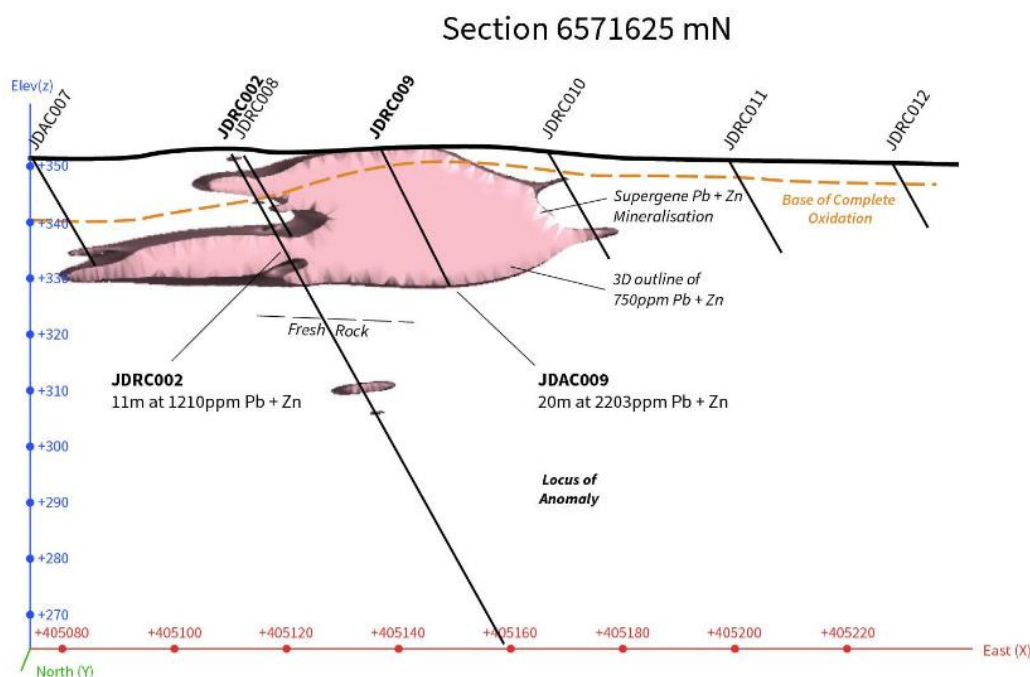 Section 6571625 mN
Elev(z)
JDAC007
JDRC002
JDRC008
JDRC009
JDRC010
JDRC011
JDRC012
+350
+340
+330
+320
+310
+300
+290
+280
+270
Supergene Pb + Zn
Mineralisation
Base of Complete
Oxidation
3D outline of
750ppm Pb + Zn
Fresh Rock
JDRC002
11m at 1210ppm Pb + Zn
JDAC009
20m at 2203ppm Pb + Zn
Locus of
Anomaly
+405080
+405100
+405120
+405140
+405160
+405180
+405200
+405220
East (X)
North (Y)